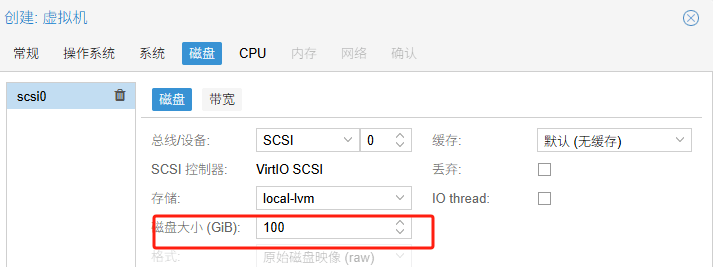 创建: 虚拟机
常规 操作系统 系统 磁盘 CPU 内存 网络 确认
scsi0 磁盘 带宽
总线/设备: SCSI 0 缓存: 默认 (无缓存)
SCSI 控制器: VirtIO SCSI 丢弃:
存储: local-lvm IO thread:
磁盘大小 (GiB): 100
格式: 原始磁盘映像 (raw)